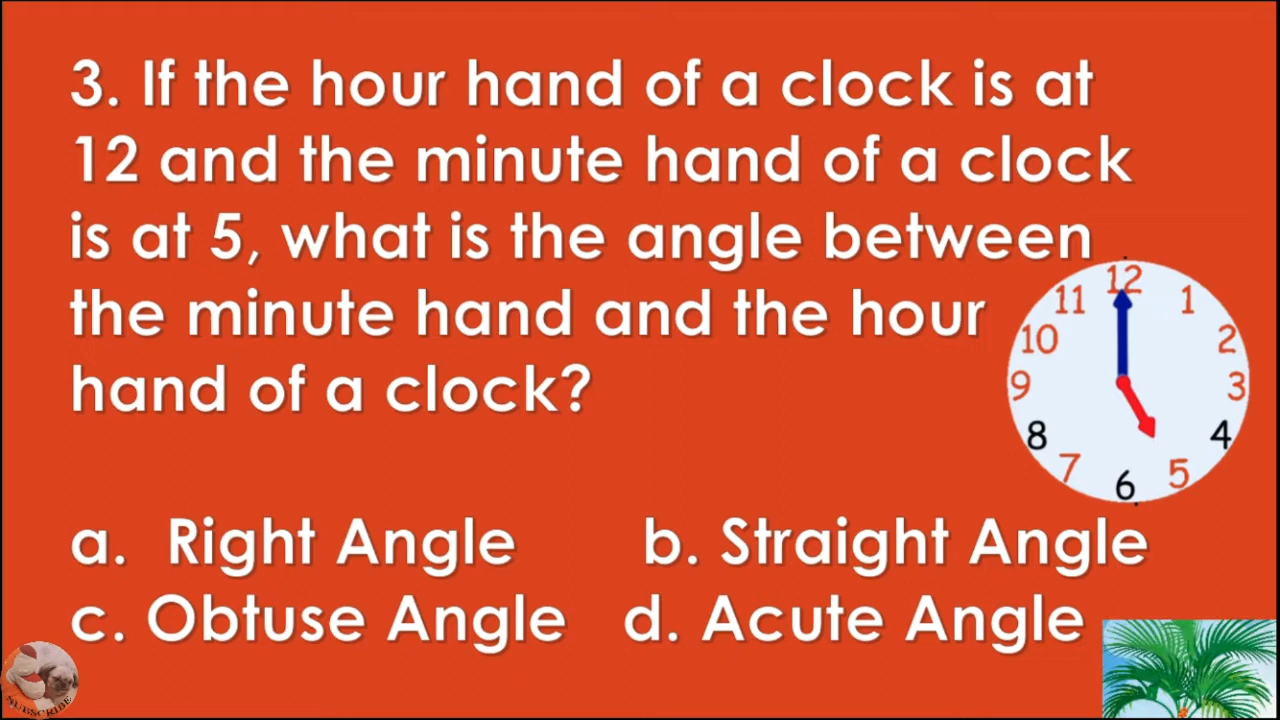 3. If the hour hand of a clock is at
12 and the minute hand of a clock
is at 5, what is the angle between
the minute hand and the hour
hand of a clock?
12
11 1
10 2
9 3
8 4
7 5
6
a. Right Angle b. Straight Angle
c. Obtuse Angle d. Acute Angle
SUBSCRIBE